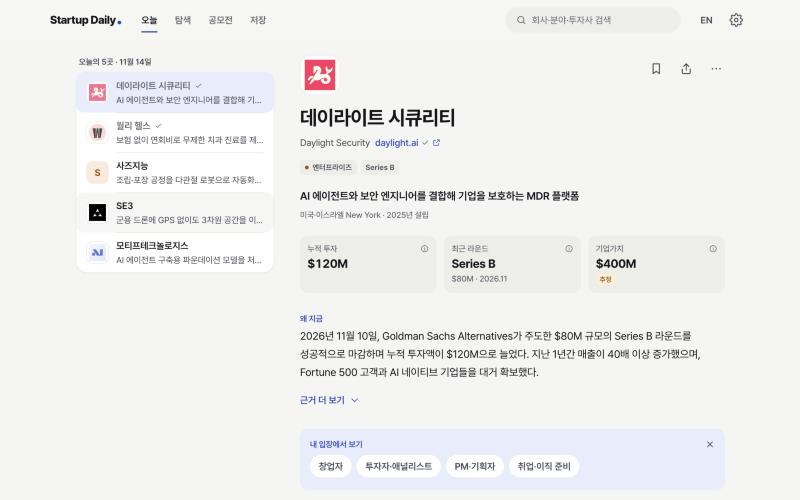 Startup Daily.
오늘
탐색
공모전
저장
회사·분야·투자사 검색
EN
오늘의 5곳 · 11월 14일
데이라이트 시큐리티
AI 에이전트와 보안 엔지니어를 결합해 기...
W
월리 헬스
보험 없이 연회비로 무제한 치과 진료를 제...
S
사즈지능
조립·포장 공정을 다관절 로봇으로 자동화...
SE3
군용 드론에 GPS 없이도 3차원 공간을 이...
모티프테크놀로지스
AI 에이전트 구축용 파운데이션 모델을 처...
데이라이트 시큐리티
Daylight Security daylight.ai
엔터프라이즈
Series B
AI 에이전트와 보안 엔지니어를 결합해 기업을 보호하는 MDR 플랫폼
미국·이스라엘 New York · 2025년 설립
누적 투자
$120M
최근 라운드
Series B
$80M · 2026.11
기업가치
$400M
추정
왜 지금
2026년 11월 10일, Goldman Sachs Alternatives가 주도한 $80M 규모의 Series B 라운드를
성공적으로 마감하며 누적 투자액이 $120M으로 늘었다. 지난 1년간 매출이 40배 이상 증가했으며,
Fortune 500 고객과 AI 네이티브 기업들을 대거 확보했다.
근거 더 보기
내 입장에서 보기
창업자
투자자·애널리스트
PM·기획자
취업·이직 준비